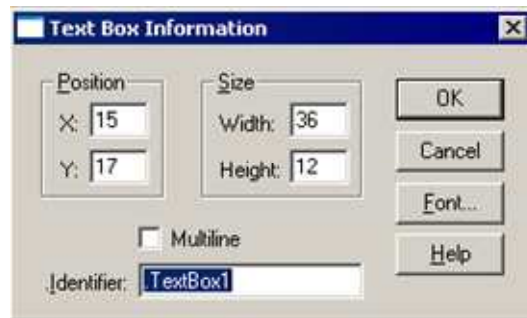 Text Box Information
Position
X: 15
Y: 17
Size
Width: 36
Height: 12
OK
Cancel
Font...
Help
Multiline
.Identifier: .TextBox1